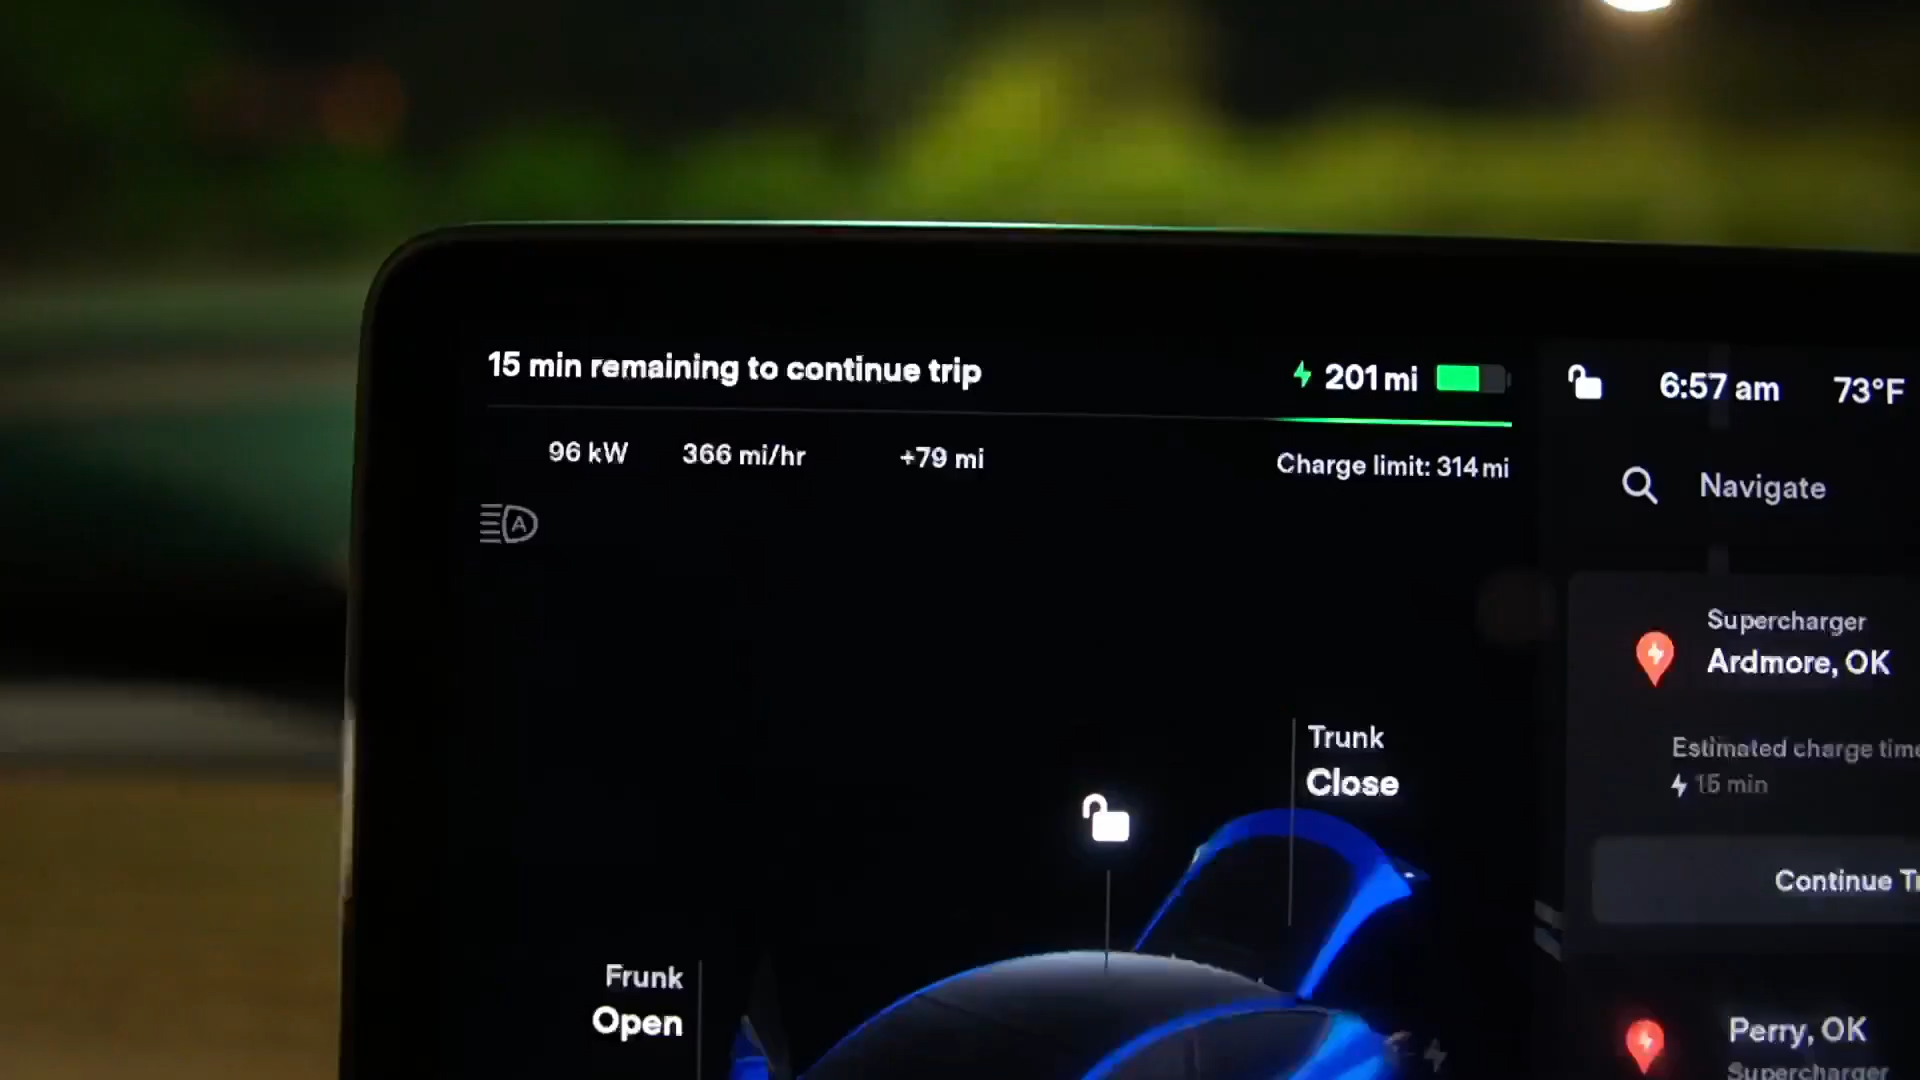 15 min remaining to continue trip
201 mi
96 kW
366 mi/hr
+79 mi
Charge limit: 314 mi
A
6:57 am
73°F
Navigate
Supercharger
Ardmore, OK
Estimated charge time
15 min
Continue
Trunk
Close
Frunk
Open
Perry, OK
Supercharger